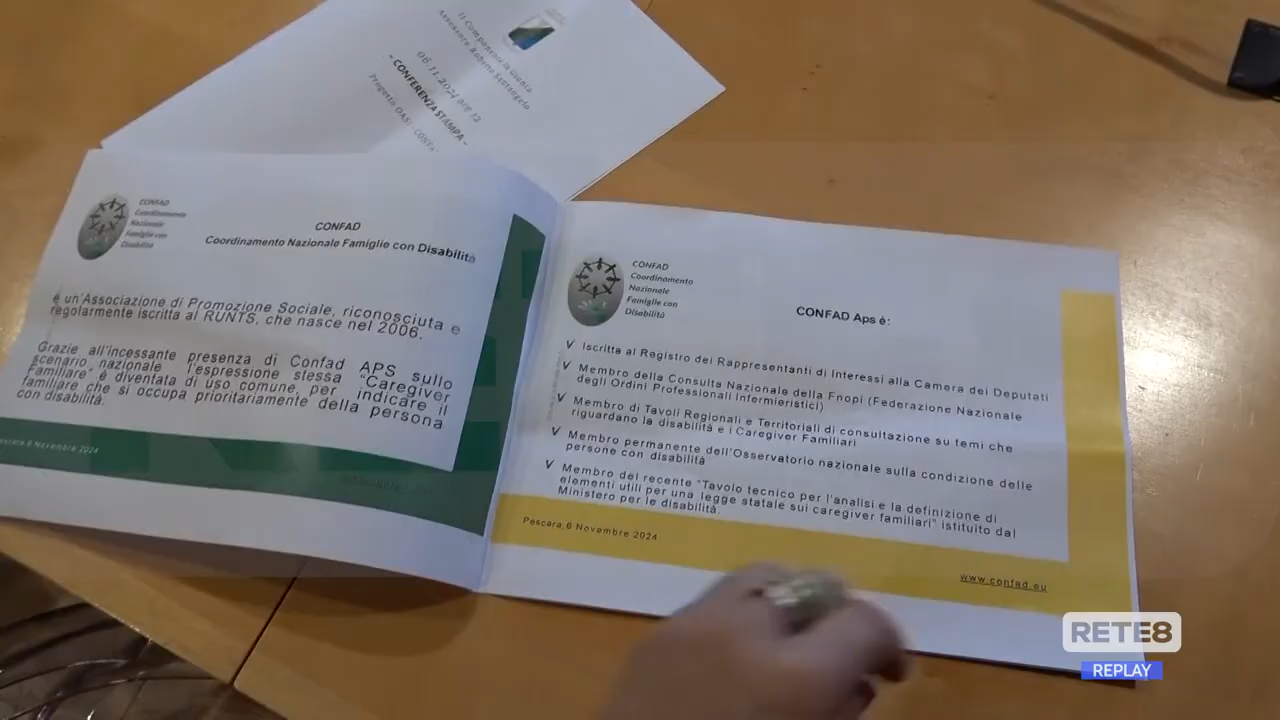 Il Componente la Giunta
Assessore Roberto Santangelo
06.11.2024 ore 12
- CONFERENZA STAMPA -
Progetto
CONFAD
Coordinamento
Nazionale
Famiglie con
Disabilità
CONFAD
Coordinamento Nazionale Famiglie con Disabilità
è un'Associazione di Promozione Sociale, riconosciuta e
regolarmente iscritta al RUNTS, che nasce nel 2006.
Grazie all'incessante presenza di Confad APS sullo
scenario nazionale l'espressione stessa "Caregiver
Familiare" è diventata di uso comune, per indicare il
familiare che si occupa prioritariamente della persona
con disabilità.
Pescara 6 Novembre 2024
CONFAD
Coordinamento
Nazionale
Famiglie con
Disabilità
CONFAD Aps è:
√ Iscritta al Registro dei Rappresentanti di Interessi alla Camera dei Deputati
√ Membro della Consulta Nazionale della Fnopi (Federazione Nazionale
degli Ordini Professionali Infermieristici)
√ Membro di Tavoli Regionali e Territoriali di consultazione su temi che
riguardano la disabilità e i Caregiver Familiari
√ Membro permanente dell'Osservatorio nazionale sulla condizione delle
persone con disabilità
√ Membro del recente "Tavolo tecnico per l'analisi e la definizione di
elementi utili per una legge statale sui caregiver familiari" istituito dal
Ministero per le disabilità.
Pescara,6 Novembre 2024
www.confad.eu
RETE8
REPLAY